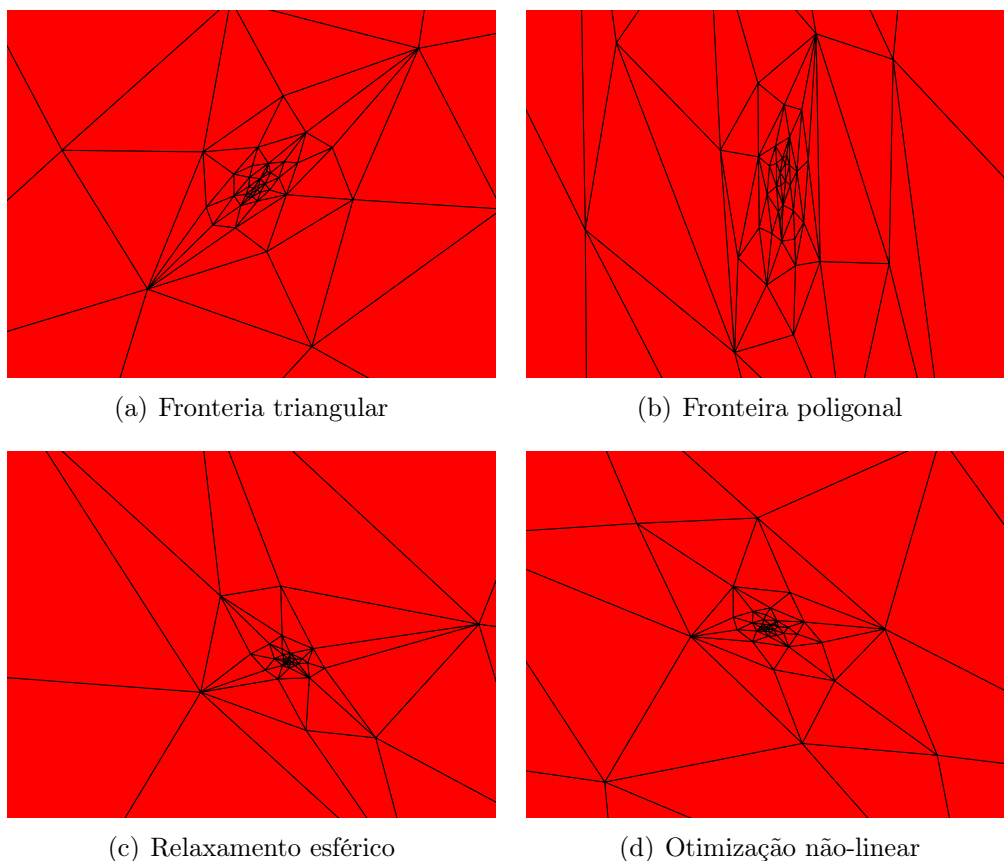 (a) Fronteria triangular
(b) Fronteira poligonal
(c) Relaxamento esférico
(d) Otimização não-linear